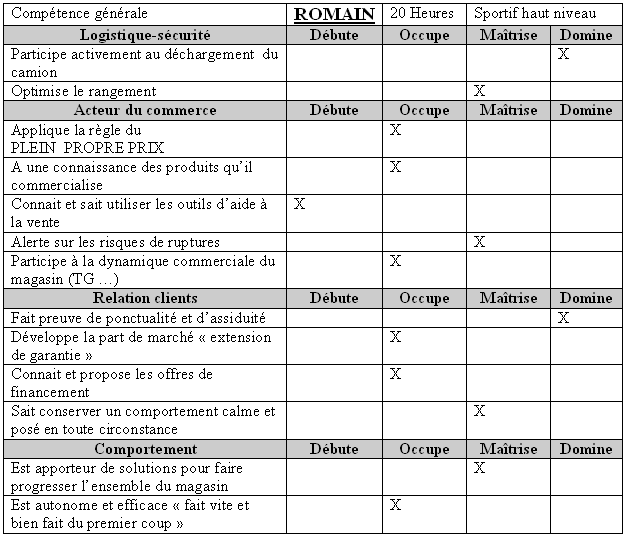 Compétence générale ROMAIN 20 Heures Sportif haut niveau
Logistique-sécurité Débute Occupe Maîtrise Domine
Participe activement au déchargement du X
camion
Optimise le rangement X
Acteur du commerce Débute Occupe Maîtrise Domine
Applique la règle du X
PLEIN PROPRE PRIX
A une connaissance des produits qu’il X
commercialise
Connait et sait utiliser les outils d’aide à X
la vente
Alerte sur les risques de ruptures X
Participe à la dynamique commerciale du X
magasin (TG …)
Relation clients Débute Occupe Maîtrise Domine
Fait preuve de ponctualité et d’assiduité X
Développe la part de marché « extension X
de garantie »
Connait et propose les offres de X
financement
Sait conserver un comportement calme et X
posé en toute circonstance
Comportement Débute Occupe Maîtrise Domine
Est apporteur de solutions pour faire X
progresser l’ensemble du magasin
Est autonome et efficace « fait vite et X
bien fait du premier coup »